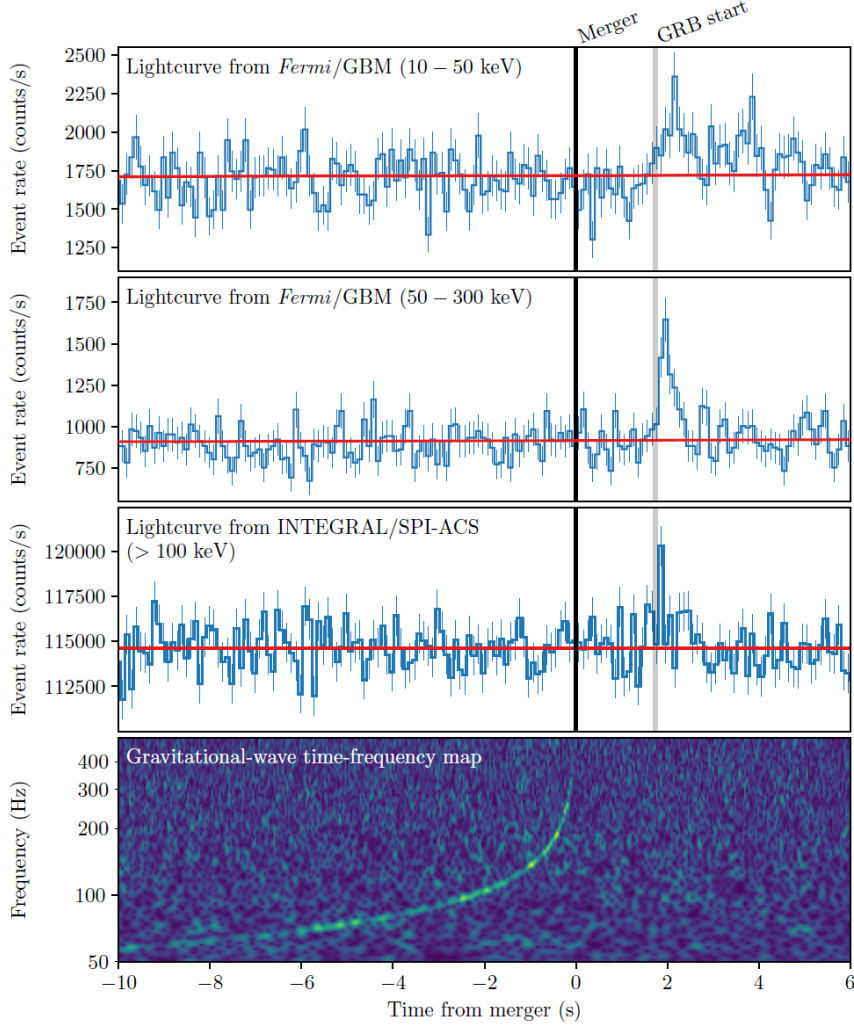 Merger
GRB start
Lightcurve from Fermi/GBM (10 − 50 keV)
Event rate (counts/s)
2500
2250
2000
1750
1500
1250
Lightcurve from Fermi/GBM (50 − 300 keV)
Event rate (counts/s)
1750
1500
1250
1000
750
Lightcurve from INTEGRAL/SPI-ACS
(> 100 keV)
Event rate (counts/s)
120000
117500
115000
112500
Gravitational-wave time-frequency map
Frequency (Hz)
400
300
200
100
50
−10 −8 −6 −4 −2 0 2 4 6
Time from merger (s)